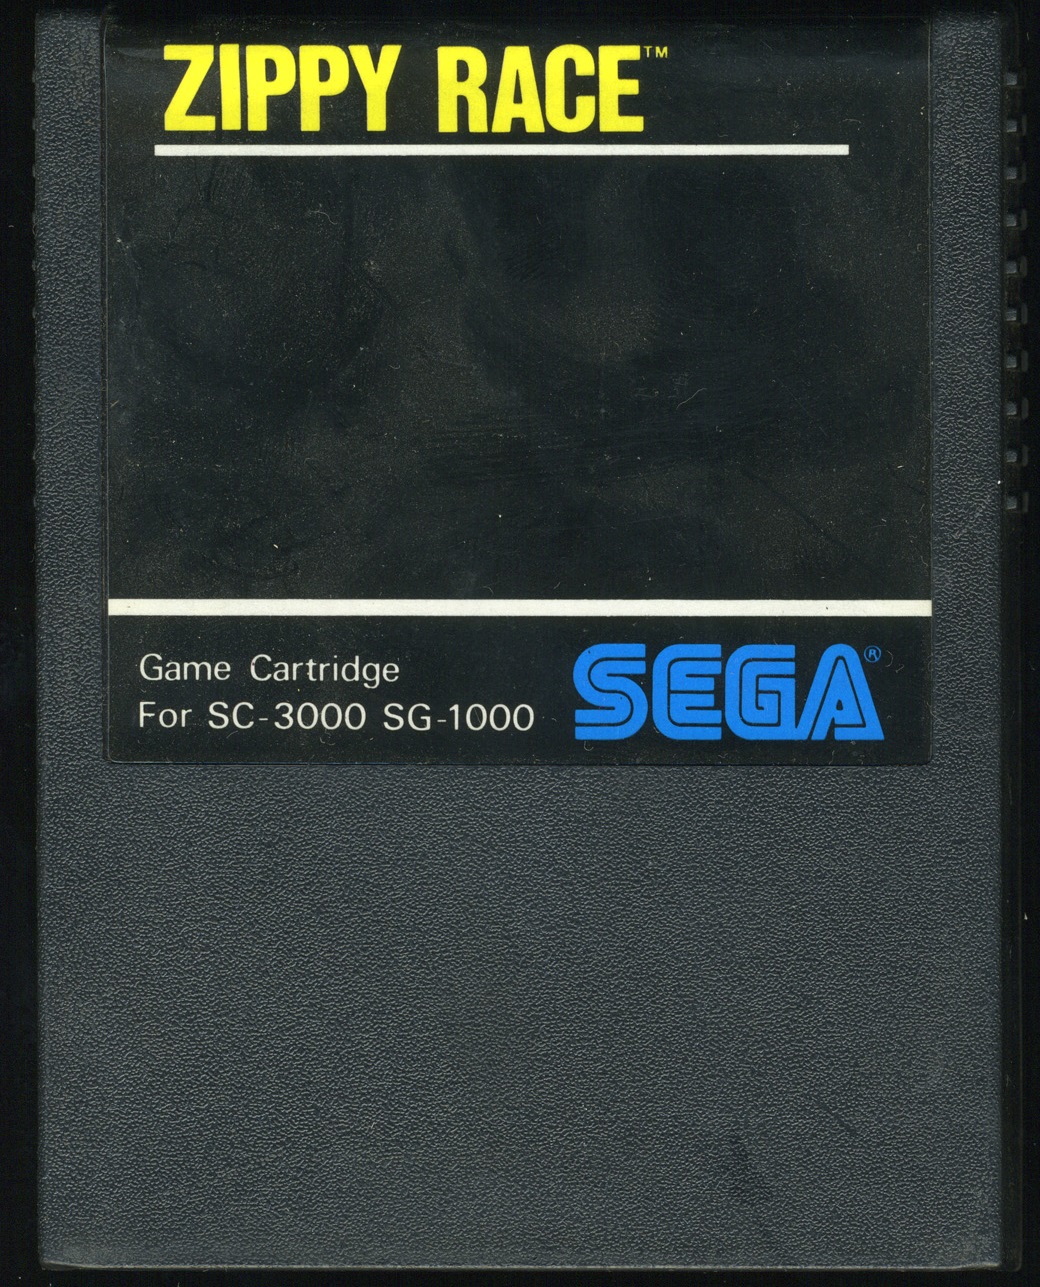 ZIPPY RACE™
Game Cartridge
For SC-3000 SG-1000
SEGA®